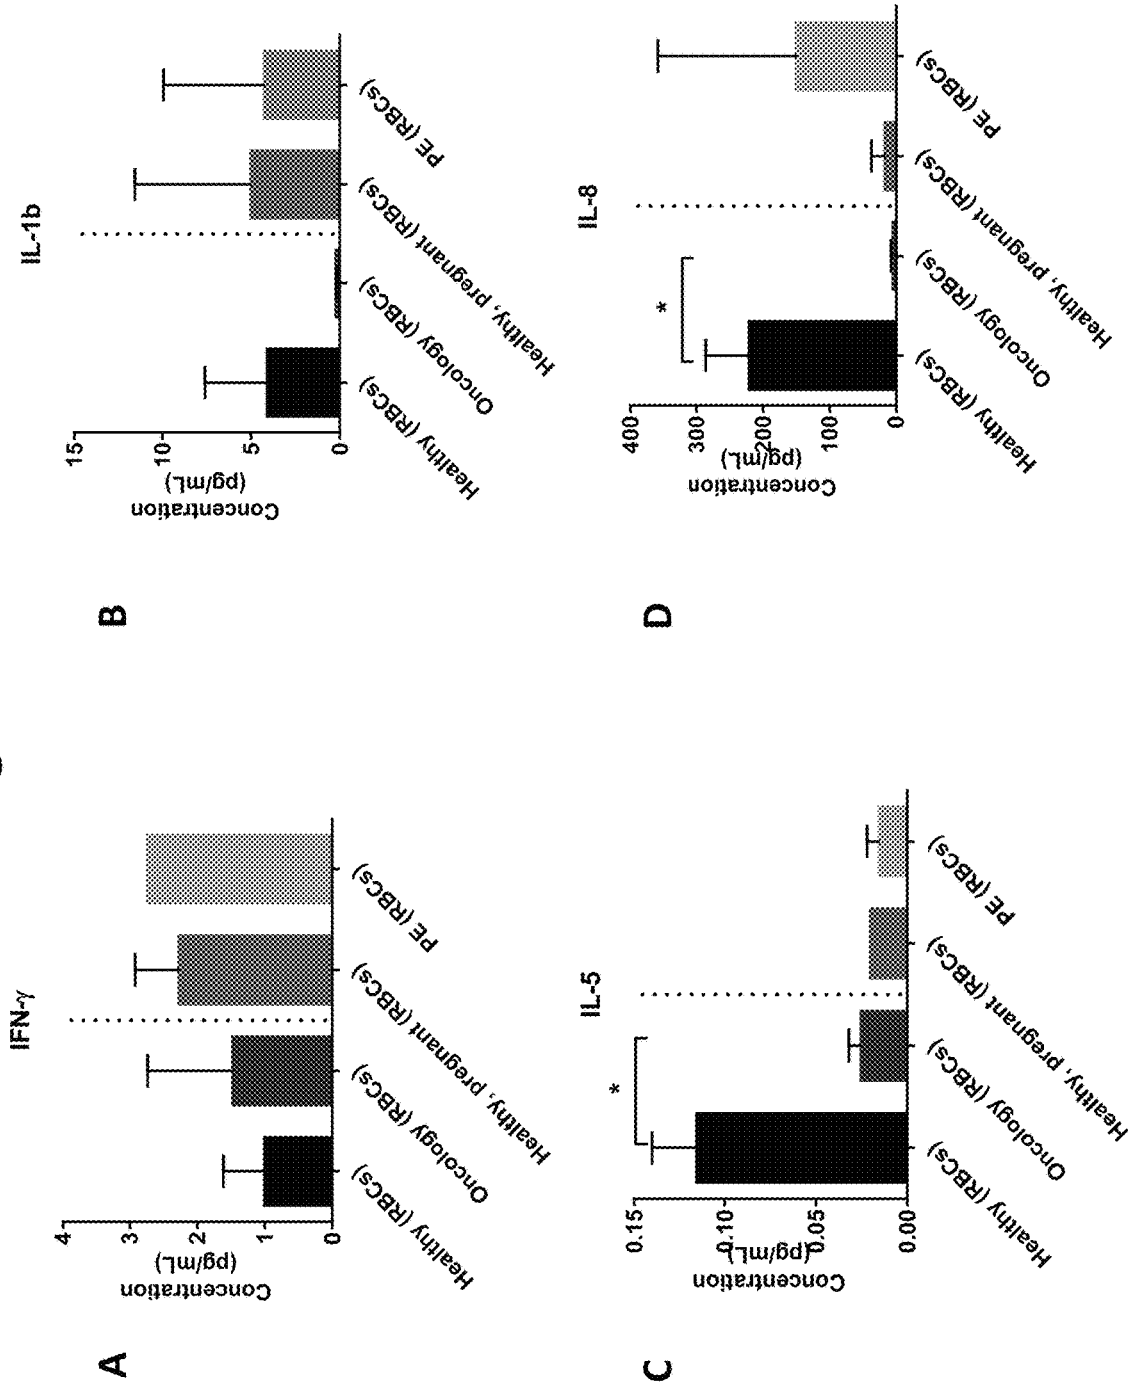 A
IFN-γ
Concentration
(pg/mL)
4
3
2
1
0
Healthy (RBCs)
Oncology (RBCs)
Healthy, pregnant (RBCs)
PE (RBCs)
B
IL-1b
Concentration
(pg/mL)
15
10
5
0
Healthy (RBCs)
Oncology (RBCs)
Healthy, pregnant (RBCs)
PE (RBCs)
C
IL-5
Concentration
(pg/mL)
0.15
0.10
0.05
0.00
*
Healthy (RBCs)
Oncology (RBCs)
Healthy, pregnant (RBCs)
PE (RBCs)
D
IL-8
Concentration
(pg/mL)
400
300
200
100
0
*
Healthy (RBCs)
Oncology (RBCs)
Healthy, pregnant (RBCs)
PE (RBCs)